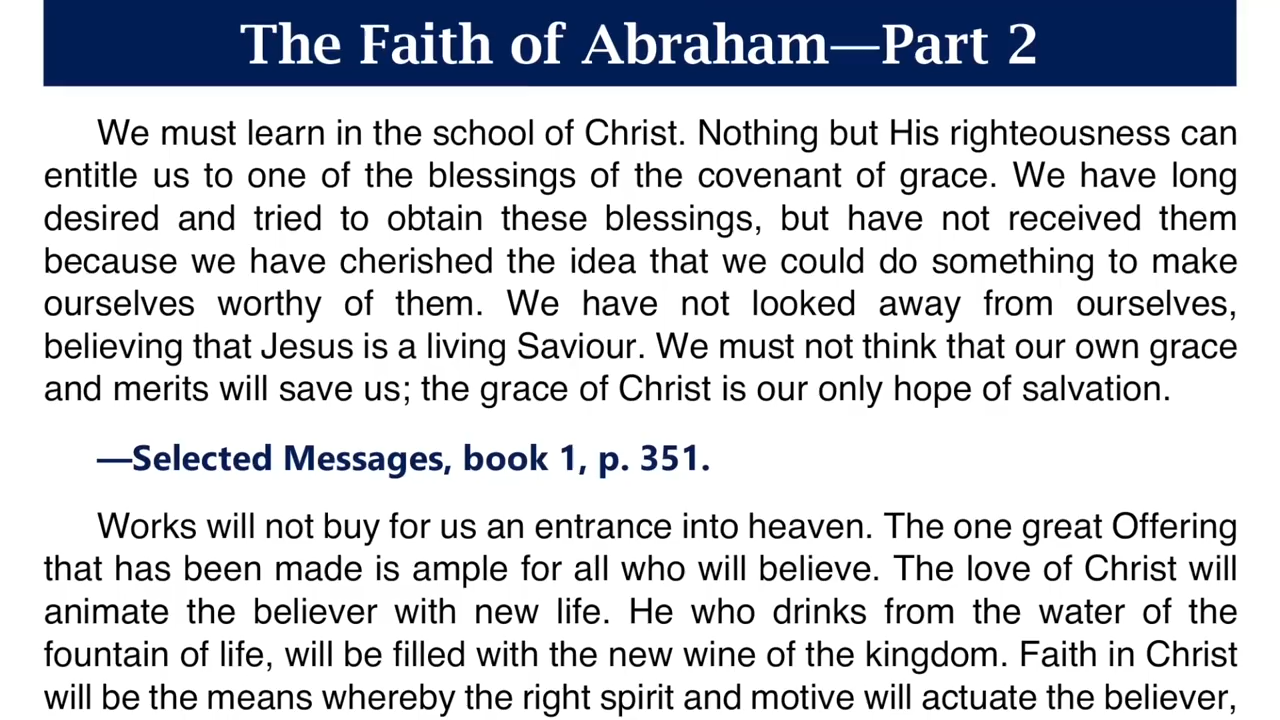 The Faith of Abraham—Part 2
We must learn in the school of Christ. Nothing but His righteousness can
entitle us to one of the blessings of the covenant of grace. We have long
desired and tried to obtain these blessings, but have not received them
because we have cherished the idea that we could do something to make
ourselves worthy of them. We have not looked away from ourselves,
believing that Jesus is a living Saviour. We must not think that our own grace
and merits will save us; the grace of Christ is our only hope of salvation.
—Selected Messages, book 1, p. 351.
Works will not buy for us an entrance into heaven. The one great Offering
that has been made is ample for all who will believe. The love of Christ will
animate the believer with new life. He who drinks from the water of the
fountain of life, will be filled with the new wine of the kingdom. Faith in Christ
will be the means whereby the right spirit and motive will actuate the believer,